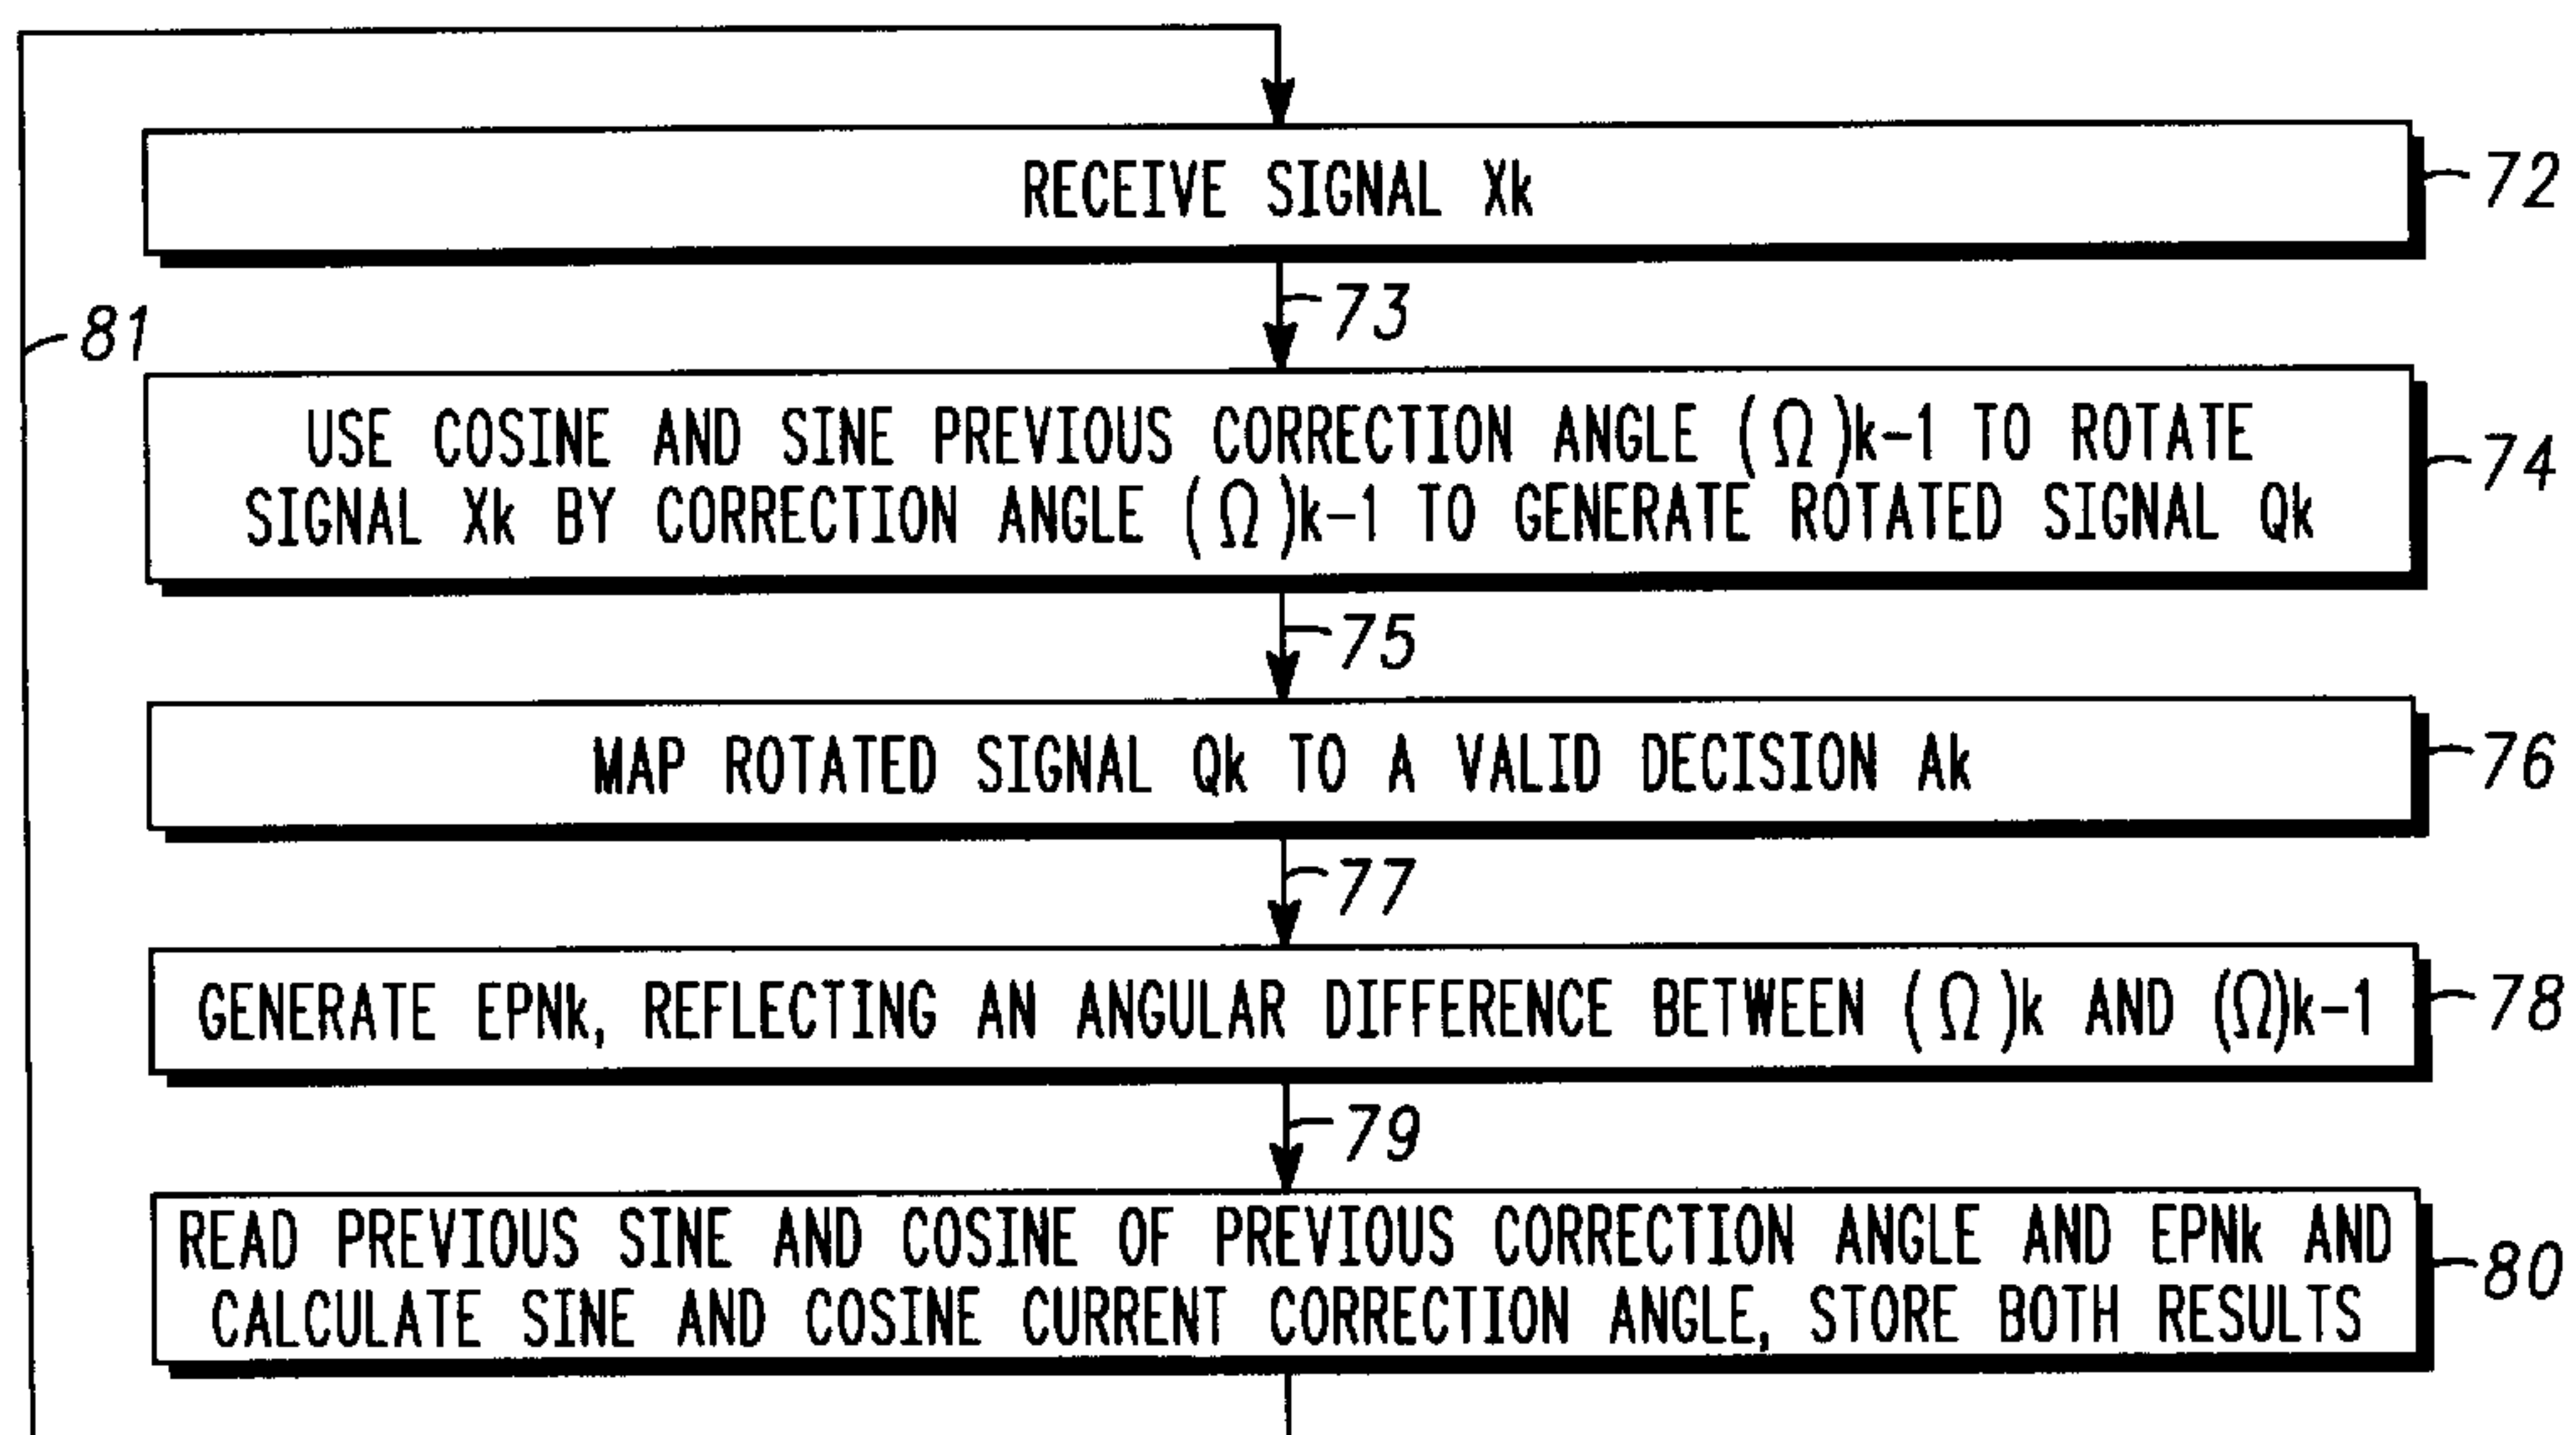 RECEIVE SIGNAL Xk
72
73
81
USE COSINE AND SINE PREVIOUS CORRECTION ANGLE (Ω)k-1 TO ROTATE
SIGNAL Xk BY CORRECTION ANGLE (Ω)k-1 TO GENERATE ROTATED SIGNAL Qk
74
75
MAP ROTATED SIGNAL Qk TO A VALID DECISION Ak
76
77
GENERATE EPNk, REFLECTING AN ANGULAR DIFFERENCE BETWEEN (Ω)k AND (Ω)k-1
78
79
READ PREVIOUS SINE AND COSINE OF PREVIOUS CORRECTION ANGLE AND EPNk AND
CALCULATE SINE AND COSINE CURRENT CORRECTION ANGLE, STORE BOTH RESULTS
80